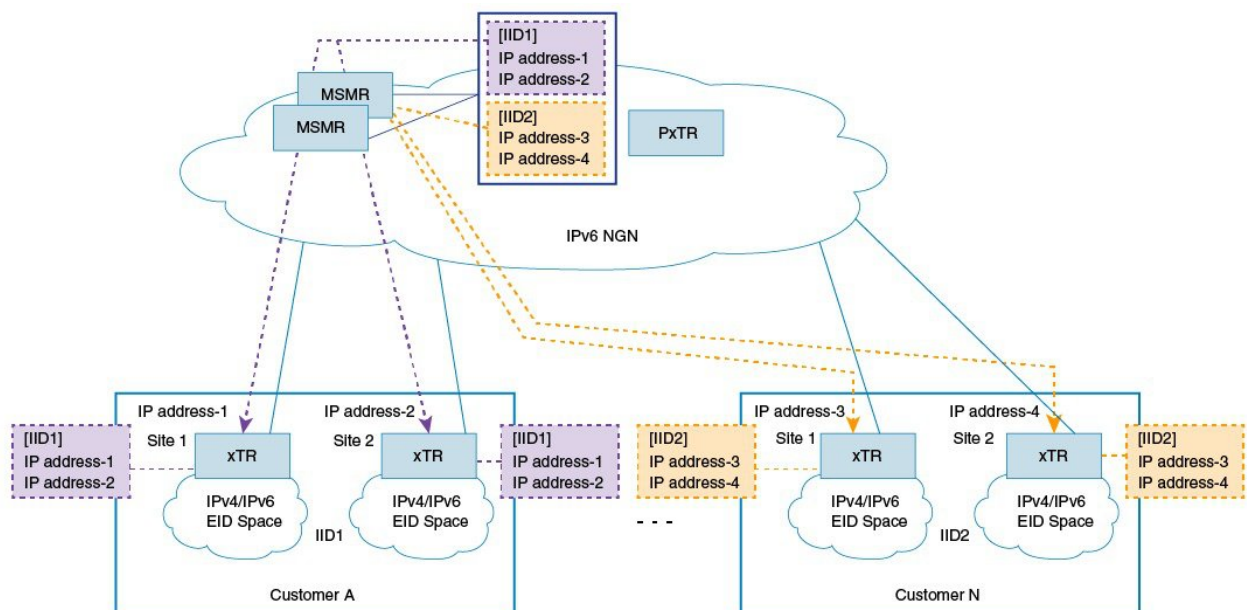 [IID1]
IP address-1
IP address-2
MSMR
MSMR
[IID2]
IP address-3
IP address-4
PxTR
IPv6 NGN
IP address-1
IP address-2
IP address-3
IP address-4
[IID1]
IP address-1
IP address-2
Site 1
xTR
Site 2
xTR
[IID1]
IP address-1
IP address-2
[IID2]
IP address-3
IP address-4
Site 1
xTR
Site 2
xTR
[IID2]
IP address-3
IP address-4
IPv4/IPv6
EID Space
IID1
IPv4/IPv6
EID Space
- - -
IPv4/IPv6
EID Space
IID2
IPv4/IPv6
EID Space
Customer A
Customer N